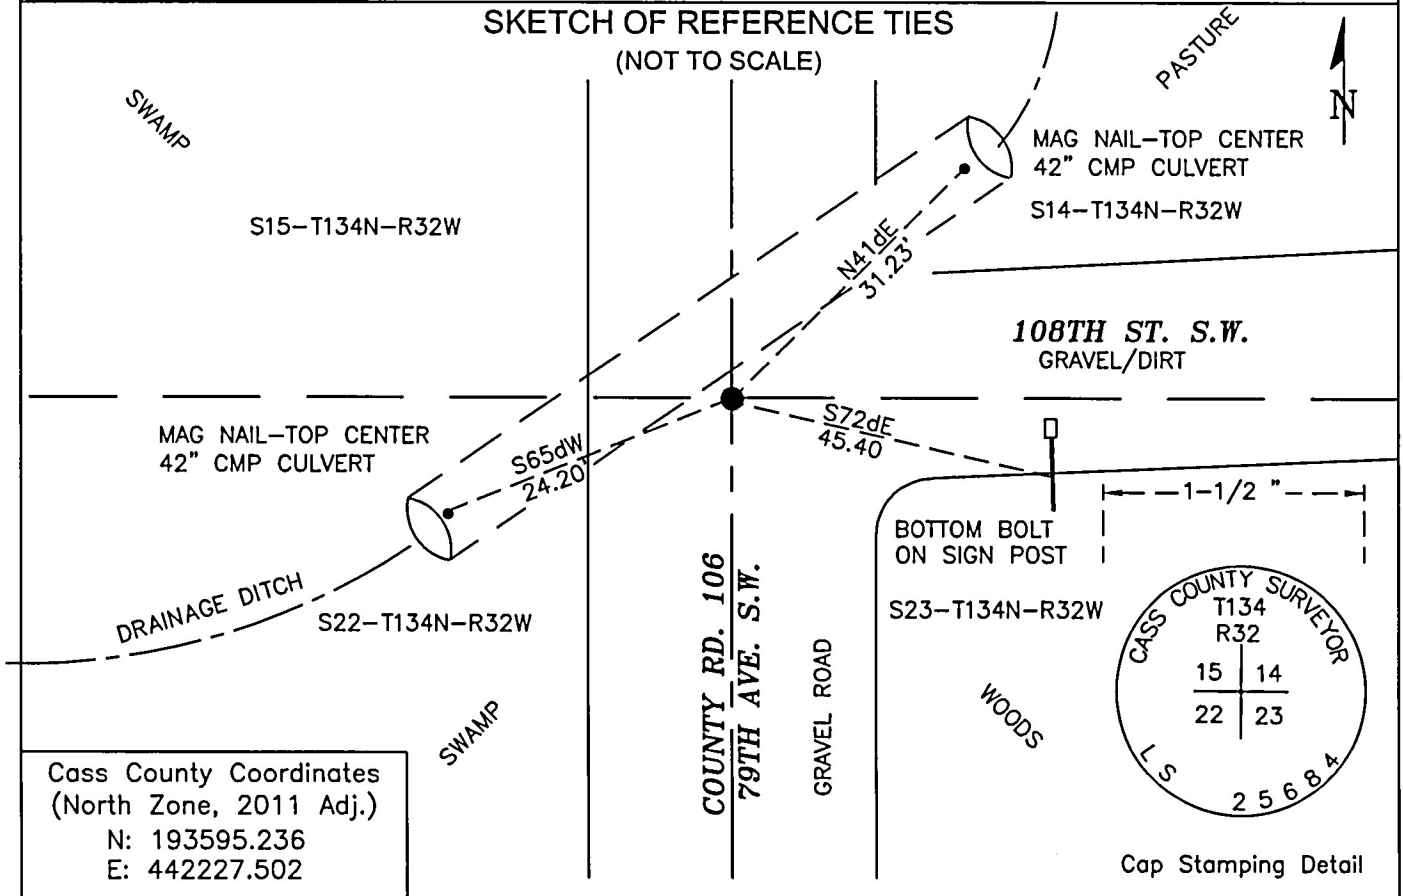 SKETCH OF REFERENCE TIES
(NOT TO SCALE)
SWAMP
PASTURE
N
MAG NAIL-TOP CENTER
42" CMP CULVERT
S14-T134N-R32W
S15-T134N-R32W
N41dE
31.23'
108TH ST. S.W.
GRAVEL/DIRT
MAG NAIL-TOP CENTER
42" CMP CULVERT
S65dW
24.20'
S72dE
45.40
1-1/2 "
BOTTOM BOLT
ON SIGN POST
DRAINAGE DITCH
S22-T134N-R32W
S23-T134N-R32W
COUNTY RD. 106
79TH AVE. S.W.
GRAVEL ROAD
SWAMP
WOODS
CASS COUNTY SURVEYOR
T134
R32
15 14
22 23
LS 25684
Cap Stamping Detail
Cass County Coordinates
(North Zone, 2011 Adj.)
N: 193595.236
E: 442227.502